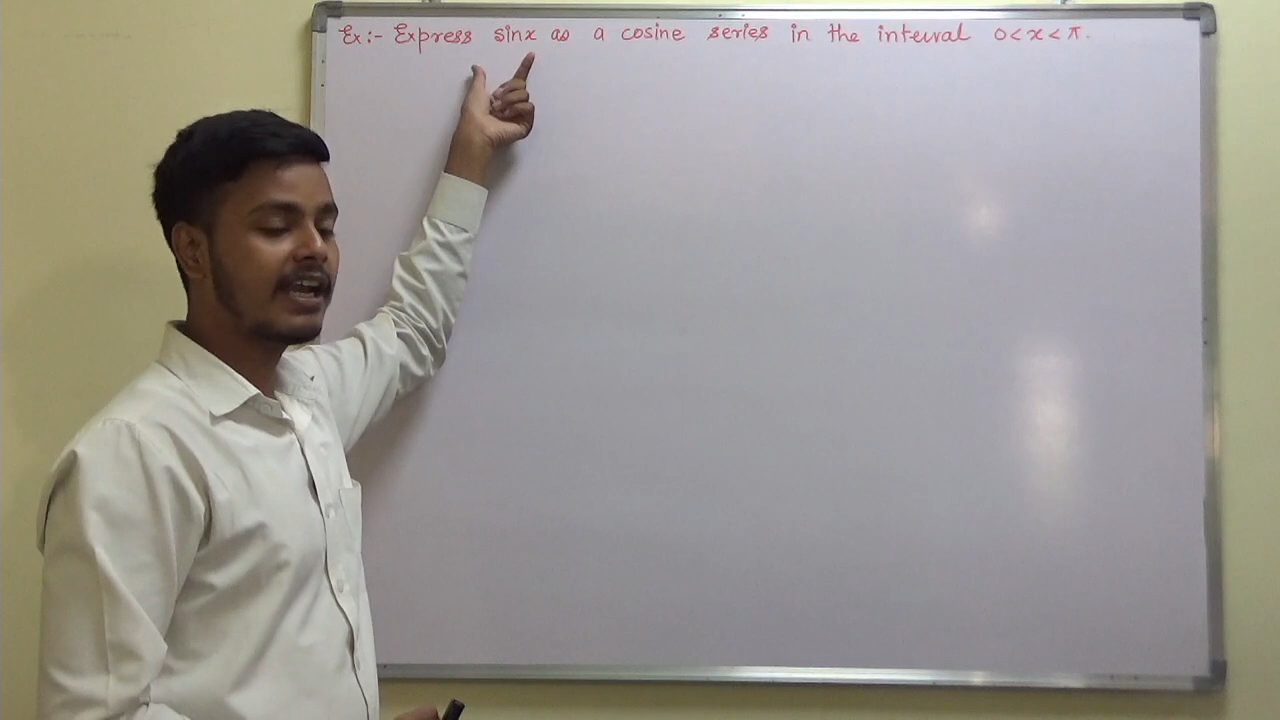 Ex:- Express sinx as a cosine series in the interval 0<x<π.